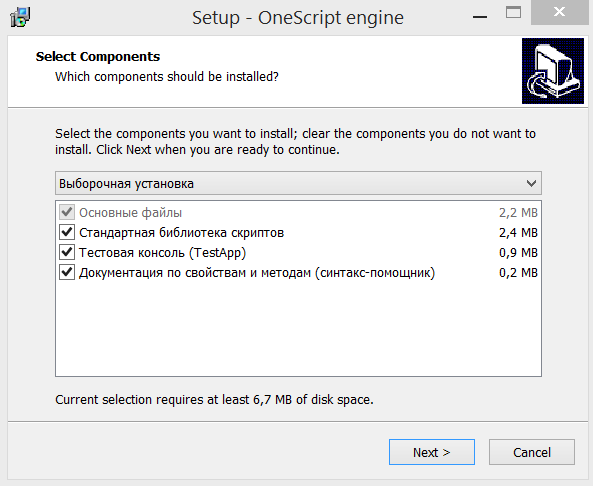 Setup - OneScript engine
Select Components
Which components should be installed?
Select the components you want to install; clear the components you do not want to
install. Click Next when you are ready to continue.
Выборочная установка
Основные файлы 2,2 MB
Стандартная библиотека скриптов 2,4 MB
Тестовая консоль (TestApp) 0,9 MB
Документация по свойствам и методам (синтакс-помощник) 0,2 MB
Current selection requires at least 6,7 MB of disk space.
Next > Cancel